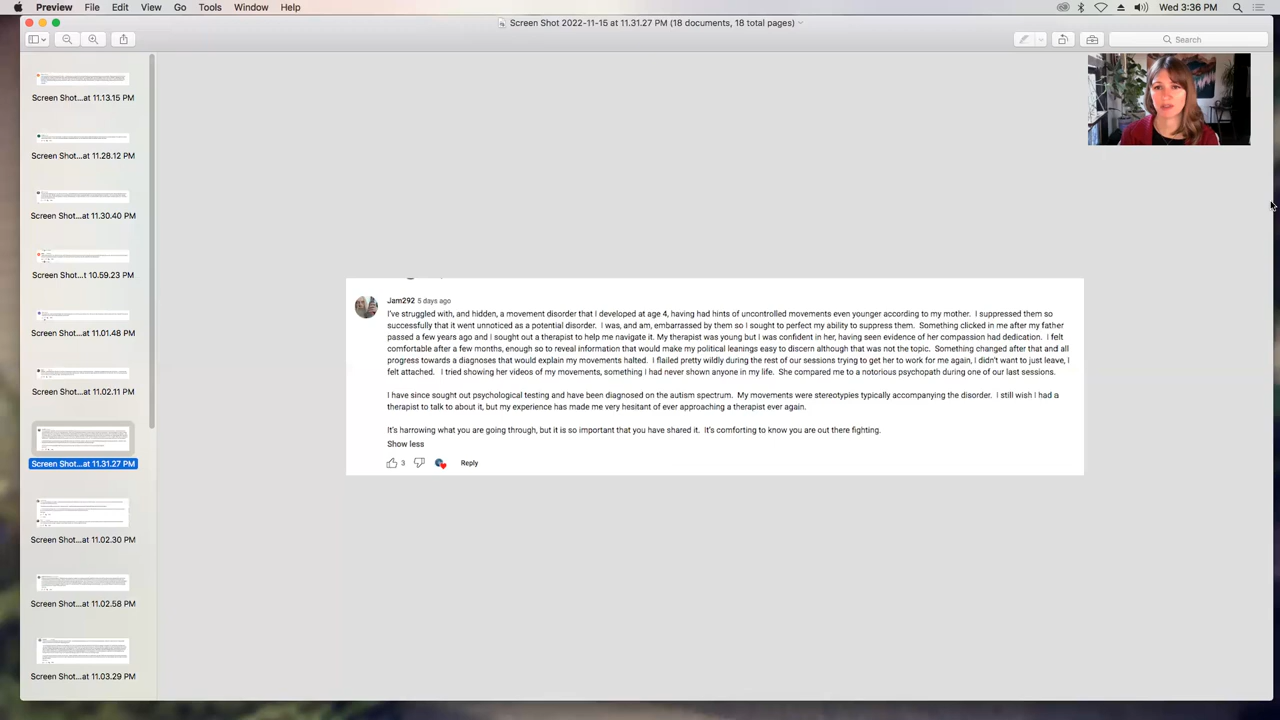 Preview File Edit View Go Tools Window Help Wed 3:36 PM
Screen Shot 2022-11-15 at 11.31.27 PM (18 documents, 18 total pages)
Search
Screen Shot...at 11.13.15 PM
Screen Shot...at 11.28.12 PM
Screen Shot...at 11.30.40 PM
Screen Shot...t 10.59.23 PM
Screen Shot...at 11.01.48 PM
Screen Shot...at 11.02.11 PM
Screen Shot...at 11.31.27 PM
Screen Shot...at 11.02.30 PM
Screen Shot...at 11.02.58 PM
Screen Shot...at 11.03.29 PM
Jam292 5 days ago
I've struggled with, and hidden, a movement disorder that I developed at age 4, having had hints of uncontrolled movements even younger according to my mother. I suppressed them so
successfully that it went unnoticed as a potential disorder. I was, and am, embarrassed by them so I sought to perfect my ability to suppress them. Something clicked in me after my father
passed a few years ago and I sought out a therapist to help me navigate it. My therapist was young but I was confident in her, having seen evidence of her compassion had dedication. I felt
comfortable after a few months, enough so to reveal information that would make my political leanings easy to discern although that was not the topic. Something changed after that and all
progress towards a diagnoses that would explain my movements halted. I flailed pretty wildly during the rest of our sessions trying to get her to work for me again, I didn't want to just leave, I
felt attached. I tried showing her videos of my movements, something I had never shown anyone in my life. She compared me to a notorious psychopath during one of our last sessions.
I have since sought out psychological testing and have been diagnosed on the autism spectrum. My movements were stereotypies typically accompanying the disorder. I still wish I had a
therapist to talk to about it, but my experience has made me very hesitant of ever approaching a therapist ever again.
It's harrowing what you are going through, but it is so important that you have shared it. It's comforting to know you are out there fighting.
Show less
3 Reply